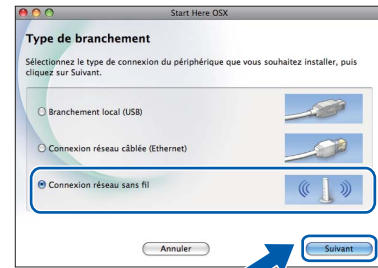 Start Here OSX
Type de branchement
Sélectionnez le type de connexion du périphérique que vous souhaitez installer, puis
cliquez sur Suivant.
Branchement local (USB)
Connexion réseau câblée (Ethernet)
Connexion réseau sans fil
Annuler
Suivant